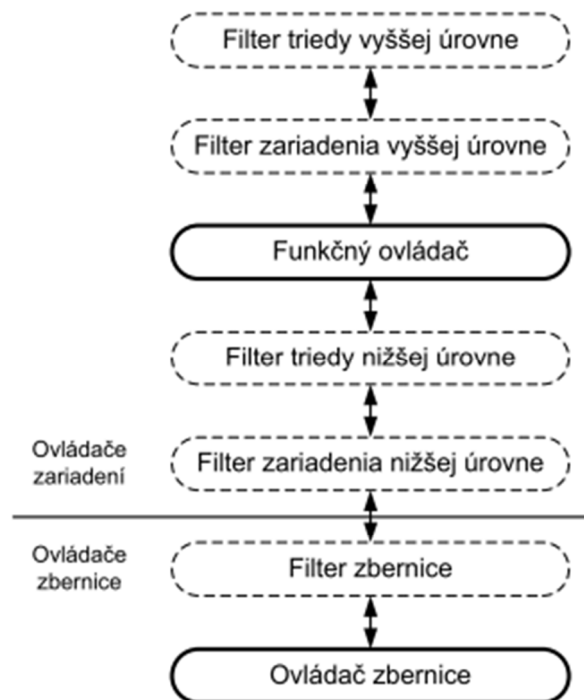 Filter triedy vyššej úrovne
Filter zariadenia vyššej úrovne
Funkčný ovládač
Filter triedy nižšej úrovne
Ovládače
zariadení
Filter zariadenia nižšej úrovne
Ovládače
zbernice
Filter zbernice
Ovládač zbernice